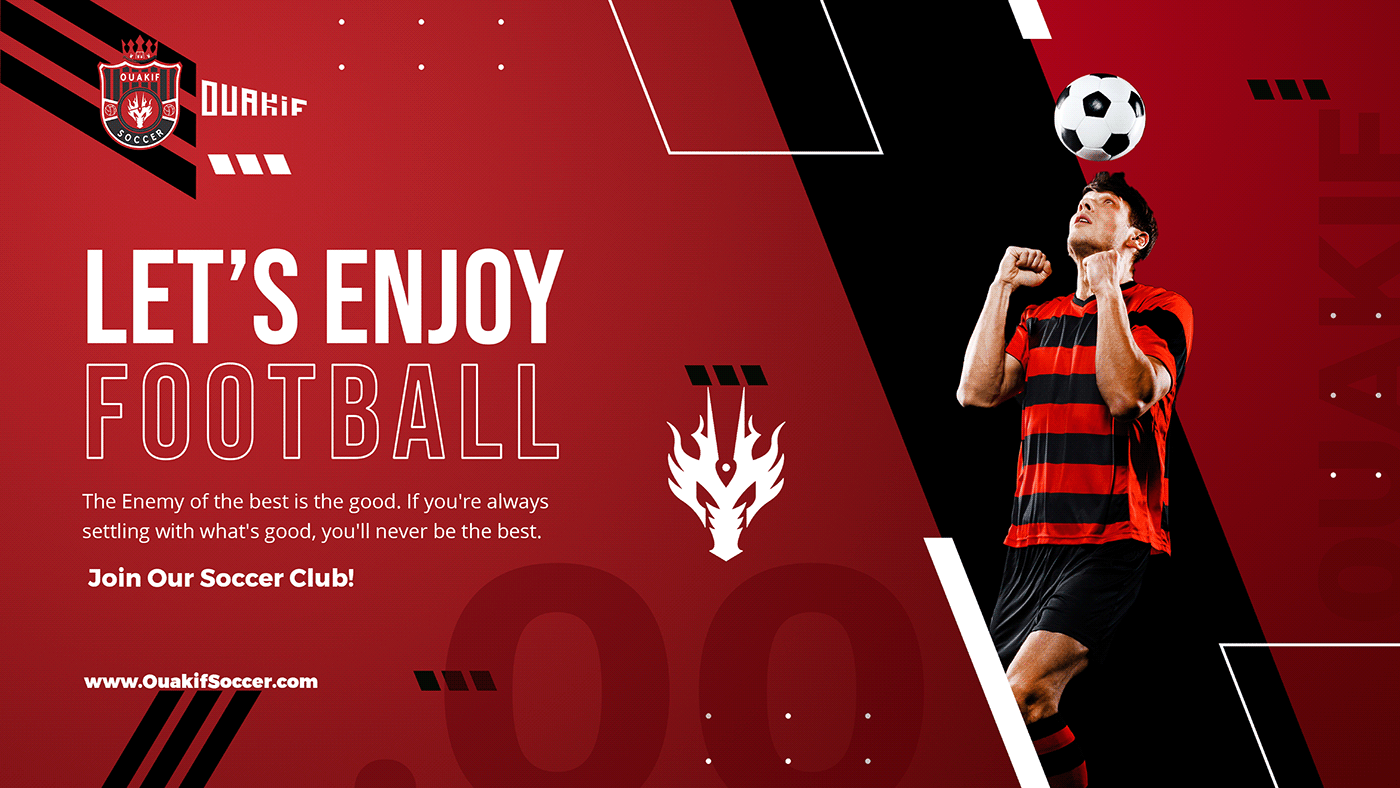 OUAKIF
SOCCER
OUAKIF
LET'S ENJOY
FOOTBALL
The Enemy of the best is the good. If you're always
settling with what's good, you'll never be the best.
Join Our Soccer Club!
www.OuakifSoccer.com
.00
OUAKIF